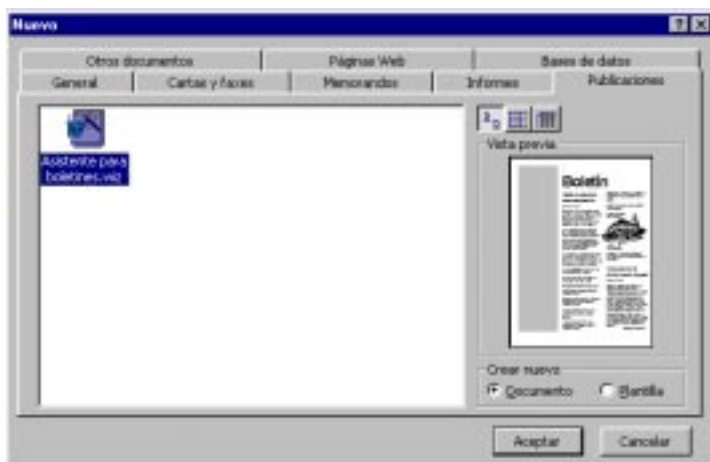 Nuevo
Otros documentos Páginas Web Bases de datos
General Cartas y faxes Memorandos Informes Publicaciones
Asistente para
boletines.wiz
Vista previa
Boletín
Crear nuevo
Documento Plantilla
Aceptar Cancelar